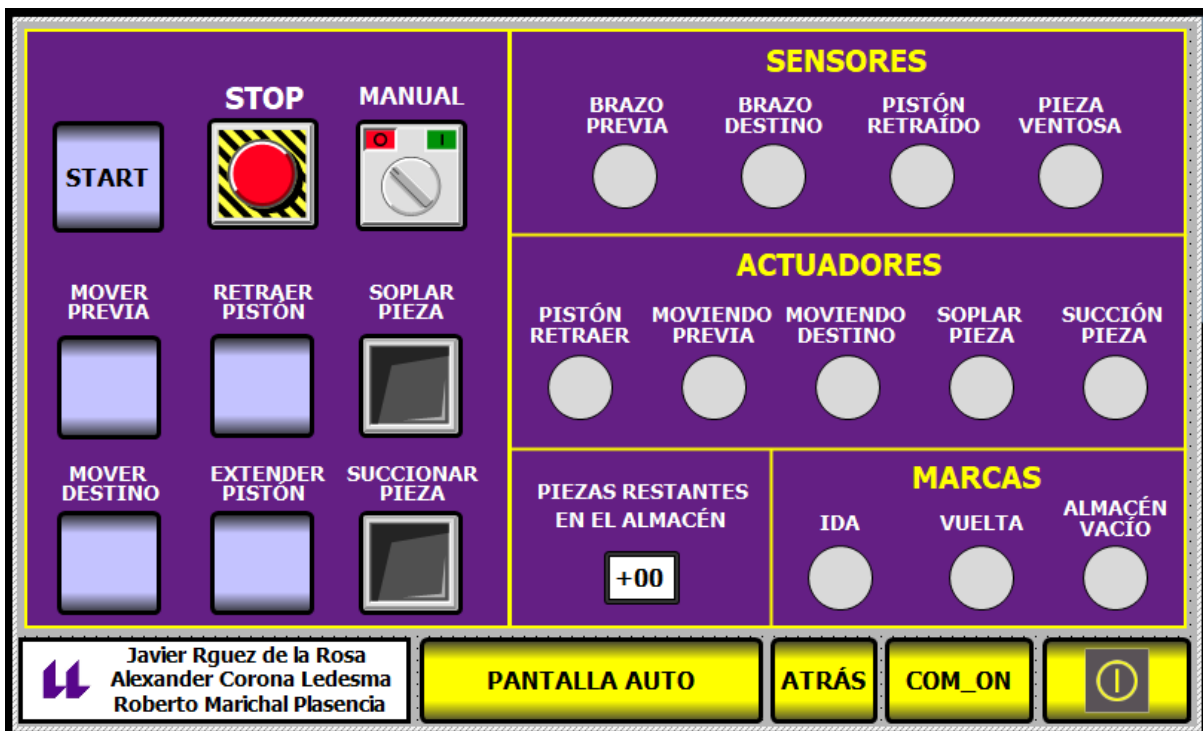 STOP
MANUAL
START
O
I
MOVER
PREVIA
RETRAER
PISTÓN
SOPLAR
PIEZA
MOVER
DESTINO
EXTENDER
PISTÓN
SUCCIONAR
PIEZA
SENSORES
BRAZO
PREVIA
BRAZO
DESTINO
PISTÓN
RETRAÍDO
PIEZA
VENTOSA
ACTUADORES
PISTÓN
RETRAER
MOVIENDO
PREVIA
MOVIENDO
DESTINO
SOPLAR
PIEZA
SUCCIÓN
PIEZA
PIEZAS RESTANTES
EN EL ALMACÉN
+00
MARCAS
IDA
VUELTA
ALMACÉN
VACÍO
Javier Rguez de la Rosa
Alexander Corona Ledesma
Roberto Marichal Plasencia
PANTALLA AUTO
ATRÁS
COM_ON